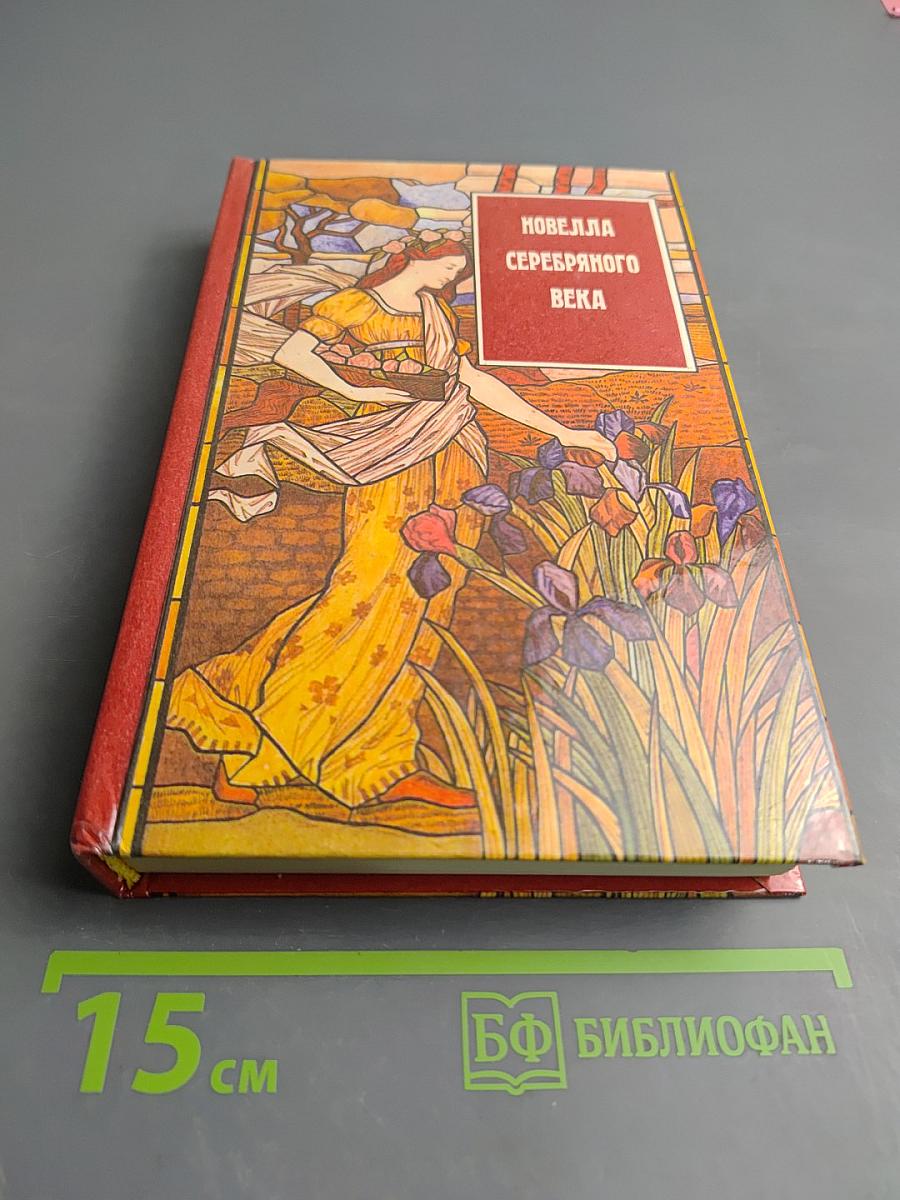 НОВЕЛЛА
СЕРЕБРЯНОГО
ВЕКА
15 см
БФ БИБЛИОФАН